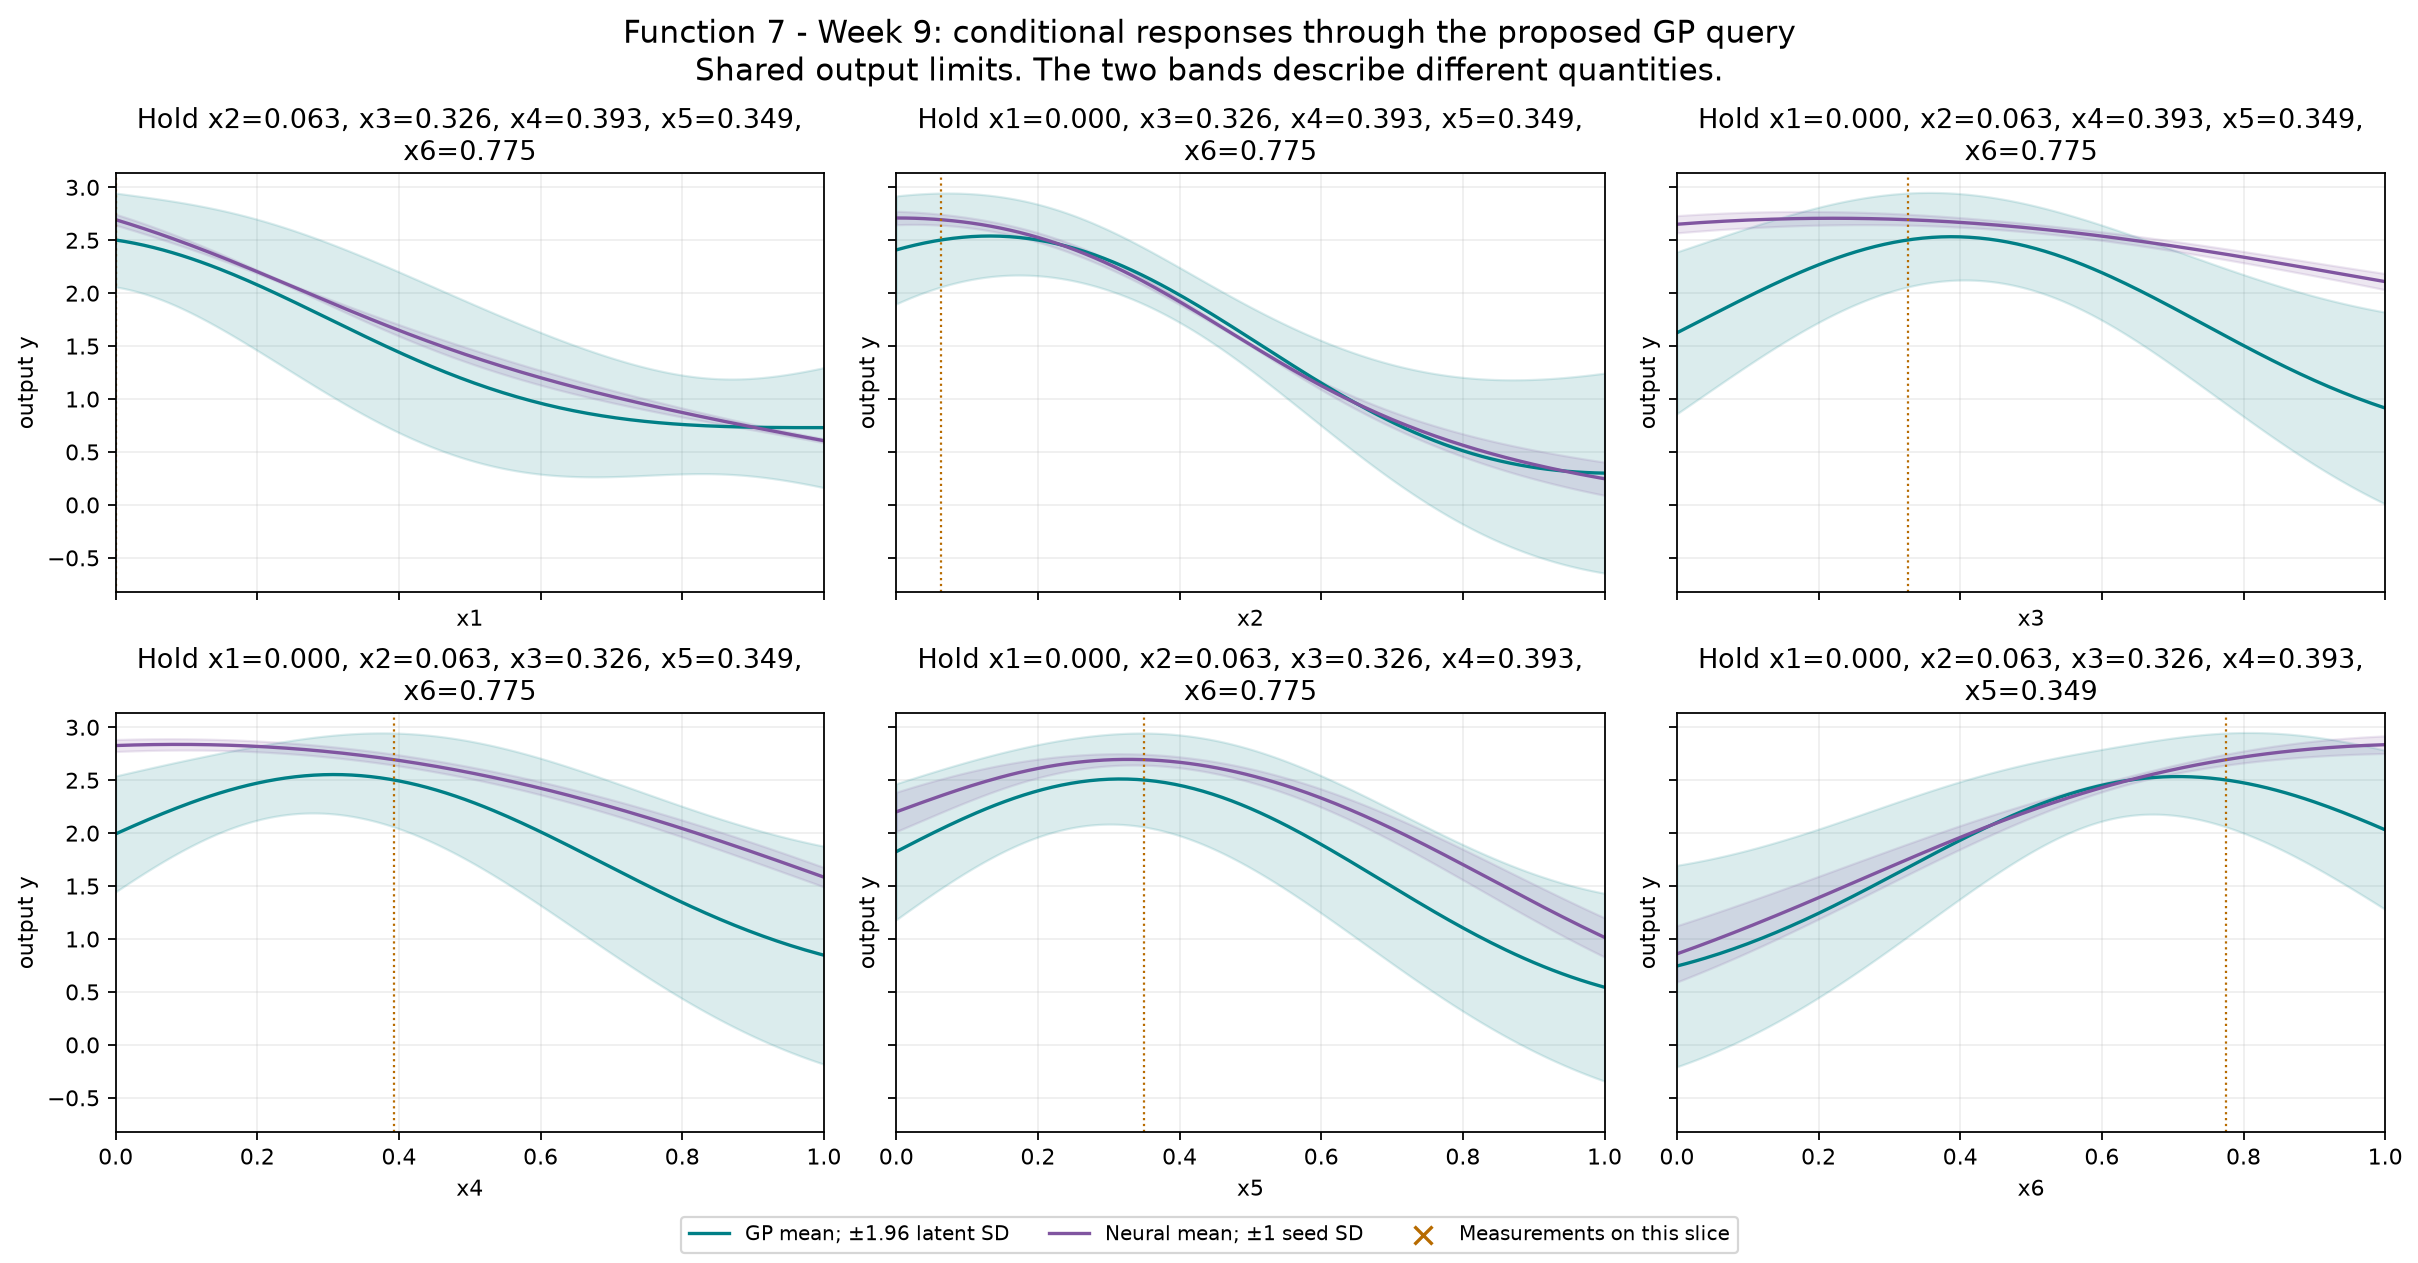 Function 7 - Week 9: conditional responses through the proposed GP query
Shared output limits. The two bands describe different quantities.
Hold x2=0.063, x3=0.326, x4=0.393, x5=0.349,
x6=0.775
Hold x1=0.000, x3=0.326, x4=0.393, x5=0.349,
x6=0.775
Hold x1=0.000, x2=0.063, x4=0.393, x5=0.349,
x6=0.775
3.0
2.5
2.0
1.5
1.0
0.5
0.0
−0.5
output y
output y
output y
x1
x2
x3
Hold x1=0.000, x2=0.063, x3=0.326, x5=0.349,
x6=0.775
Hold x1=0.000, x2=0.063, x3=0.326, x4=0.393,
x6=0.775
Hold x1=0.000, x2=0.063, x3=0.326, x4=0.393,
x5=0.349
3.0
2.5
2.0
1.5
1.0
0.5
0.0
−0.5
output y
output y
output y
0.0 0.2 0.4 0.6 0.8 1.0
0.0 0.2 0.4 0.6 0.8 1.0
0.0 0.2 0.4 0.6 0.8 1.0
x4
x5
x6
GP mean; ±1.96 latent SD
Neural mean; ±1 seed SD
Measurements on this slice